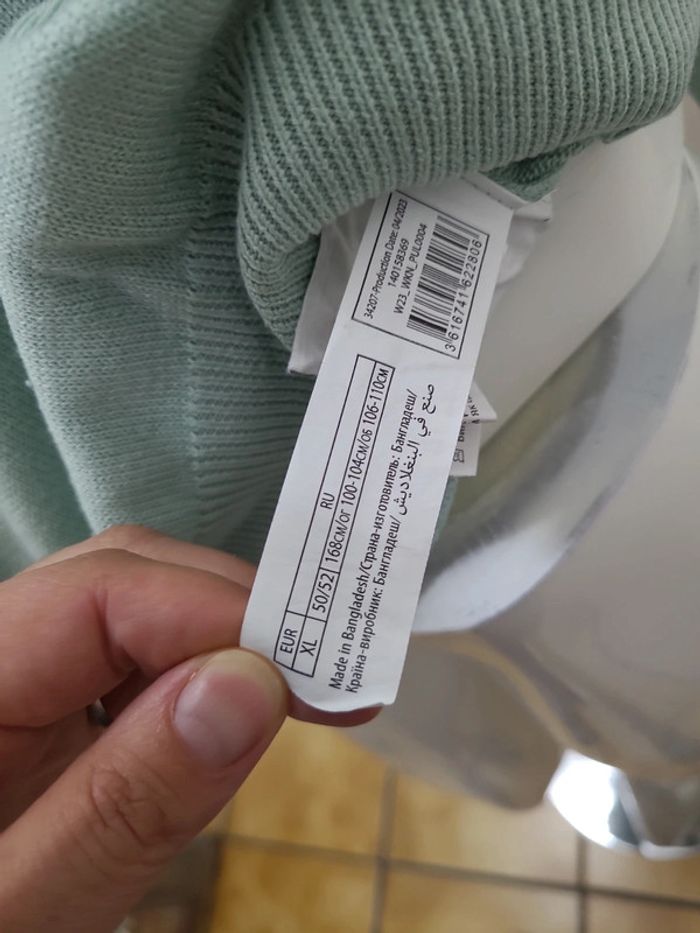 34207-Production Date: 04/2023
140158369
W23_WKN_PUL0004
3 616741 622806
EUR RU
XL 50/52 168СМ/ОГ 100-104СМ/ОБ 106-110СМ
Made in Bangladesh/Страна-изготовитель: Бангладеш/
Країна-виробник: Бангладеш/ صنع في البنغلاديش